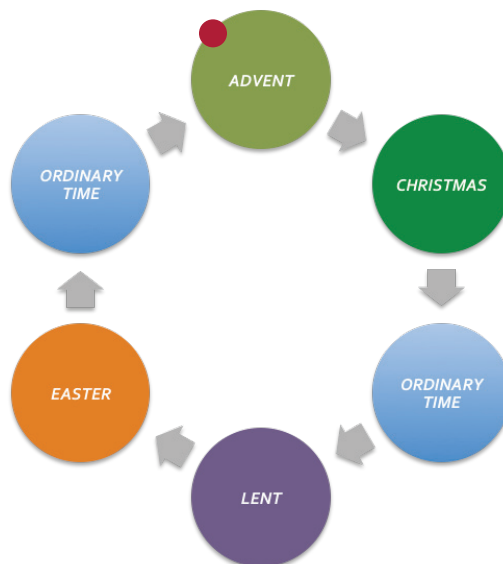 ADVENT
CHRISTMAS
ORDINARY
TIME
LENT
EASTER
ORDINARY
TIME